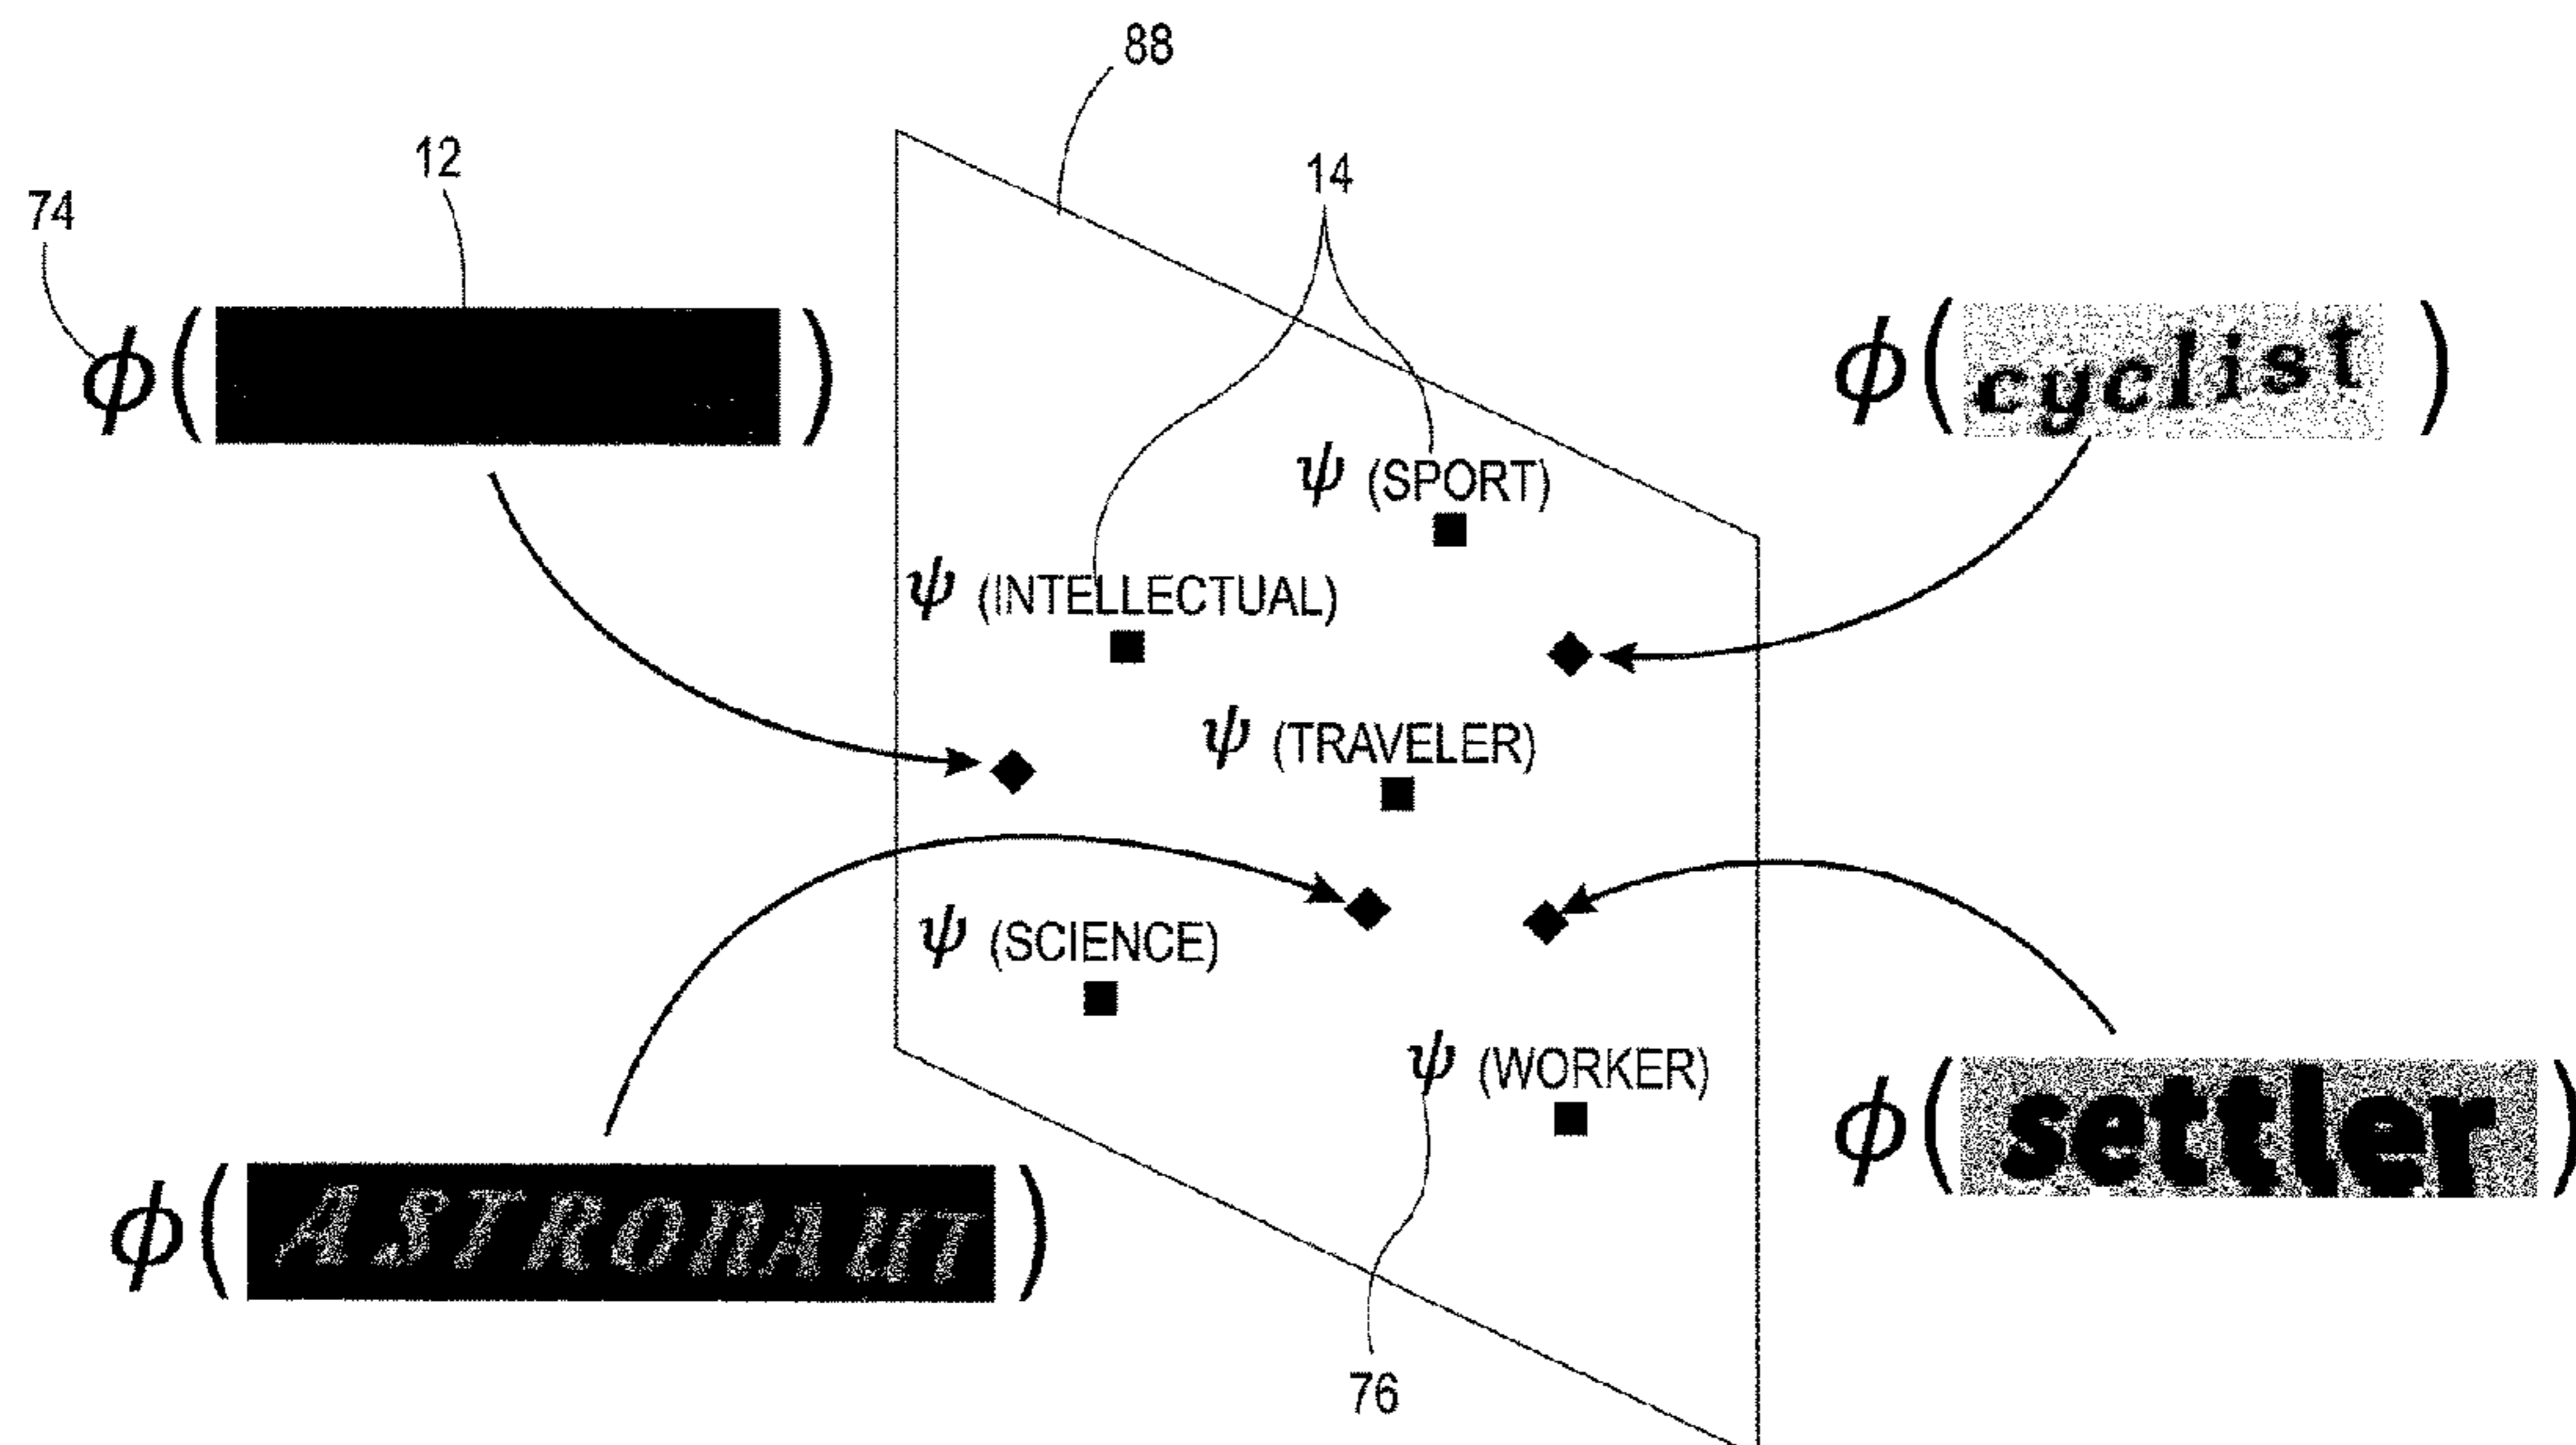 88
12
14
74
ϕ( )
ϕ( cyclist )
ψ (SPORT)
ψ (INTELLECTUAL)
ψ (TRAVELER)
ψ (SCIENCE)
ψ (WORKER)
ϕ( settler )
ϕ( ASTRONAUT )
76